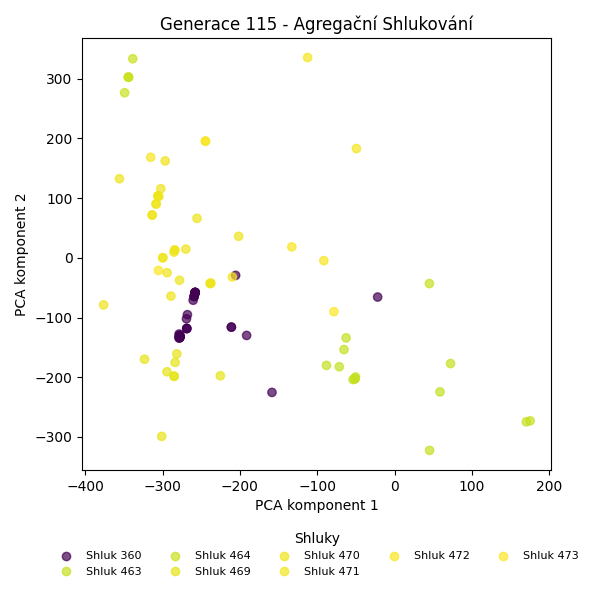 Generace 115 - Agregační Shlukování
300
200
100
0
−100
−200
−300
PCA komponent 2
−400 −300 −200 −100 0 100 200
PCA komponent 1
Shluky
Shluk 360 Shluk 464 Shluk 470 Shluk 472 Shluk 473
Shluk 463 Shluk 469 Shluk 471